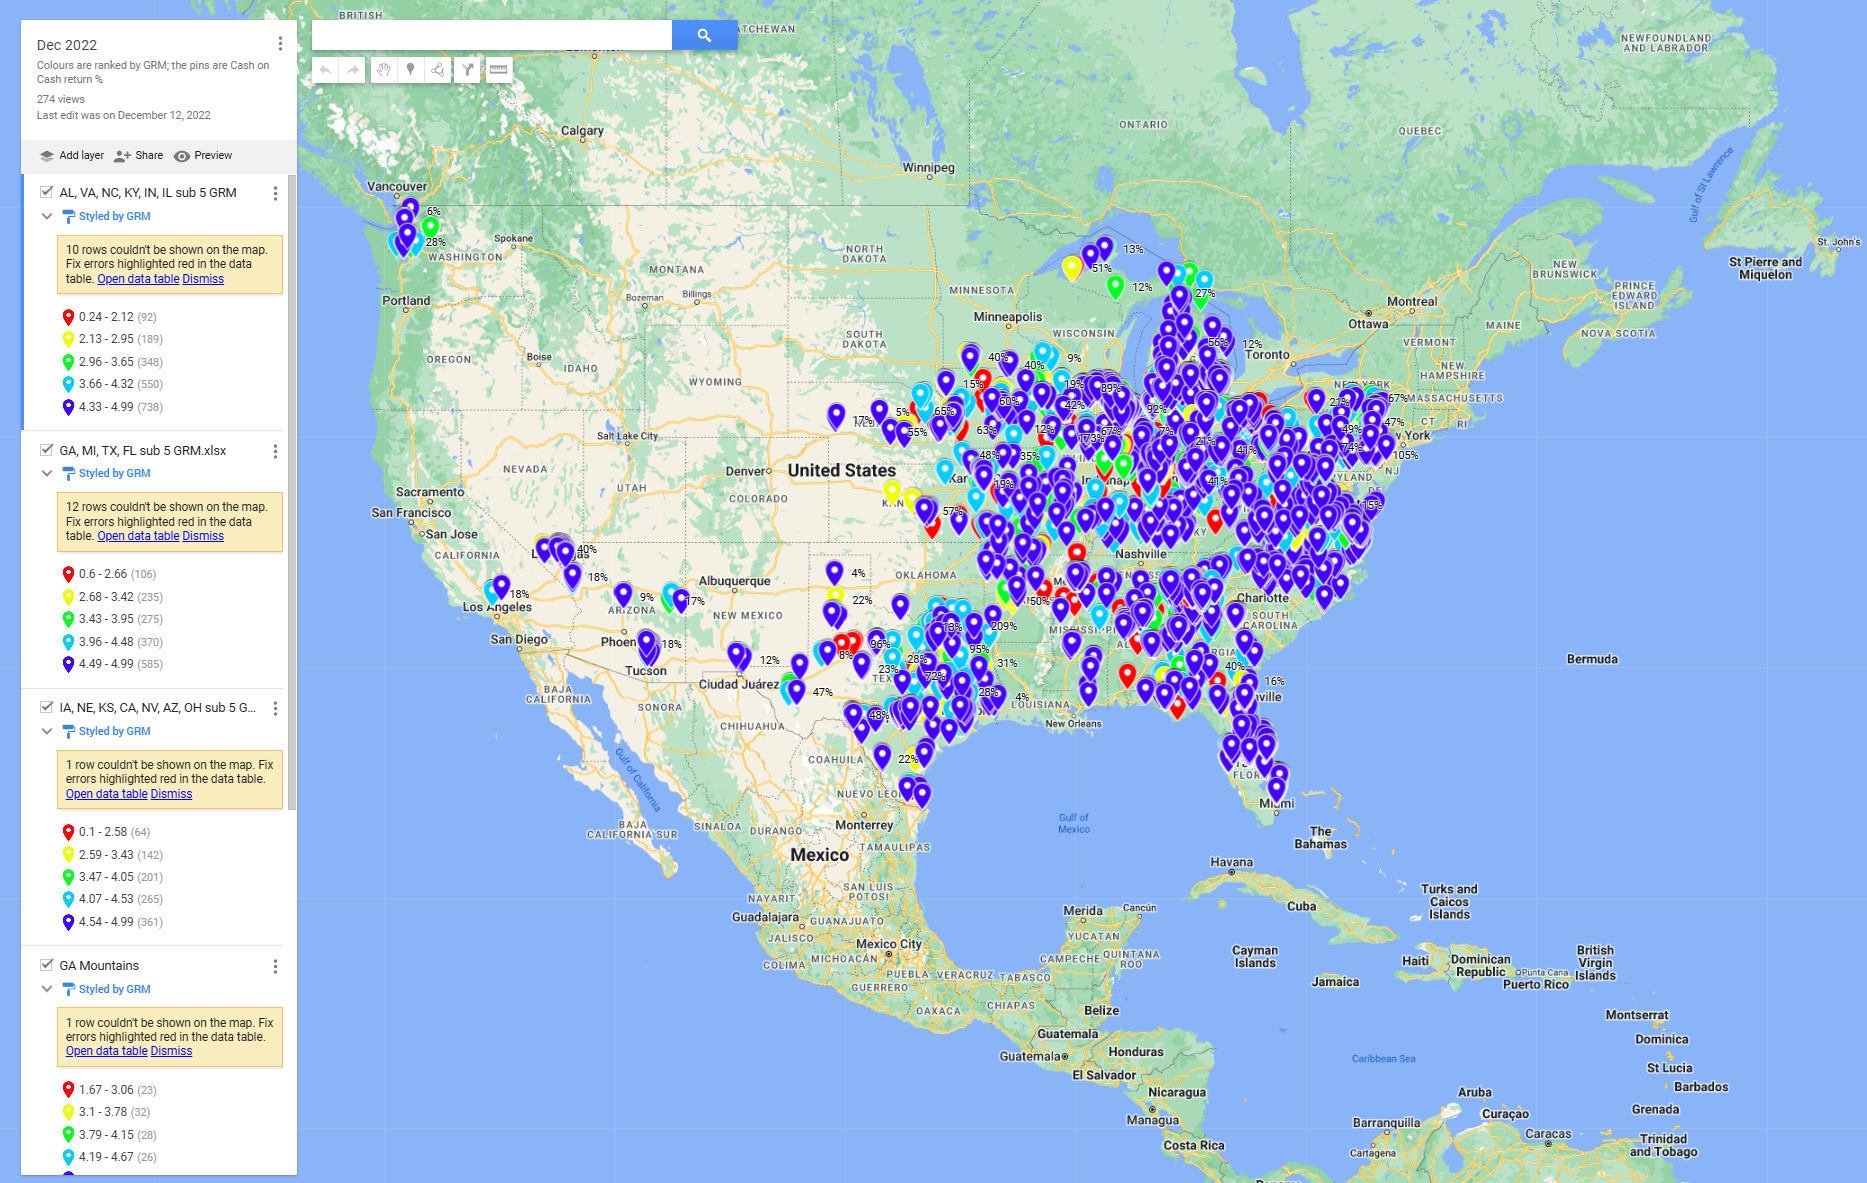 Dec 2022
Colours are ranked by GRM; the pins are Cash on
Cash return %
274 views
Last edit was on December 12, 2022
Add layer
Share
Preview
AL, VA, NC, KY, IN, IL sub 5 GRM
Styled by GRM
10 rows couldn't be shown on the map.
Fix errors highlighted red in the data
table. Open data table Dismiss
0.24 - 2.12 (92)
2.13 - 2.95 (189)
2.96 - 3.65 (348)
3.66 - 4.32 (550)
4.33 - 4.99 (738)
GA, MI, TX, FL sub 5 GRM.xlsx
Styled by GRM
12 rows couldn't be shown on the map.
Fix errors highlighted red in the data
table. Open data table Dismiss
0.6 - 2.66 (106)
2.68 - 3.42 (235)
3.43 - 3.95 (275)
3.96 - 4.48 (370)
4.49 - 4.99 (585)
IA, NE, KS, CA, NV, AZ, OH sub 5 G...
Styled by GRM
1 row couldn't be shown on the map. Fix
errors highlighted red in the data table.
Open data table Dismiss
0.1 - 2.58 (64)
2.59 - 3.43 (142)
3.47 - 4.05 (201)
4.07 - 4.53 (265)
4.54 - 4.99 (361)
GA Mountains
Styled by GRM
1 row couldn't be shown on the map. Fix
errors highlighted red in the data table.
Open data table Dismiss
1.67 - 3.06 (23)
3.1 - 3.78 (32)
3.79 - 4.15 (28)
4.19 - 4.67 (26)
BRITISH
NEWFOUNDLAND
AND LABRADOR
Calgary
ONTARIO
QUEBEC
Winnipeg
Vancouver
Gulf of St Lawrence
6%
28%
Spokane
WASHINGTON
NORTH
DAKOTA
13%
51%
12%
27%
St. John's
St Pierre and
Miquelon
NEW
BRUNSWICK
MONTANA
Portland
Bozeman
Billings
MINNESOTA
PRINCE
EDWARD
ISLAND
Montreal
Minneapolis
Ottawa
MAINE
NOVA SCOTIA
WISCONSIN
SOUTH
DAKOTA
VERMONT
56%
12%
Toronto
OREGON
Boise
IDAHO
40%
40%
9%
NEW
HAMPSHIRE
WYOMING
15%
19%
89%
NEW YORK
MASSACHUSETTS
67%
21%
17%
5%
65%
60%
42%
92%
CT
RI
47%
Salt Lake City
55%
63%
12%
173%
67%
7%
21%
49%
York
74%
105%
NEVADA
Denver
United States
48%
35%
41%
NJ
Sacramento
UTAH
COLORADO
19%
41%
DE
San Francisco
57%
15%
San Jose
KY
CALIFORNIA
40%
Nashville
18%
Albuquerque
4%
OKLAHOMA
18%
9%
17%
22%
50%
Charlotte
Los Angeles
ARIZONA
NEW MEXICO
SOUTH
CAROLINA
13%
209%
San Diego
18%
96%
95%
8%
28%
31%
40%
Bermuda
12%
23%
Tucson
72%
16%
Ciudad Juárez
47%
28%
4%
LOUISIANA
BAJA
CALIFORNIA
SONORA
48%
New Orleans
CHIHUAHUA
COAHUILA
22%
Gulf of California
Miami
Gulf of
Mexico
SINALOA
DURANGO
Monterrey
BAJA
CALIFORNIA SUR
The
Bahamas
TAMAULIPAS
Mexico
Havana
SAN LUIS
POTOSI
NAYARIT
Turks and
Caicos
Islands
Cuba
Merida
Cancún
Guadalajara
GUANAJUATO
JALISCO
YUCATAN
Mexico City
MICHOACÁN
COLIMA
CAMPECHE
QUINTANA
ROO
Cayman
Islands
British
Virgin
Islands
Haiti
Dominican
Republic
Punta Cana
Puerto Rico
Jamaica
PUEBLA
VERACRUZ
TABASCO
GUERRERO
OAXACA
CHIAPAS
Belize
Montserrat
Guatemala
Guatemala
Honduras
Dominica
Caribbean Sea
El Salvador
St Lucia
Barbados
Nicaragua
Aruba
Managua
Curaçao
Grenada
Barranquilla
Costa Rica
Caracas
Cartagena
Trinidad
and Tobago